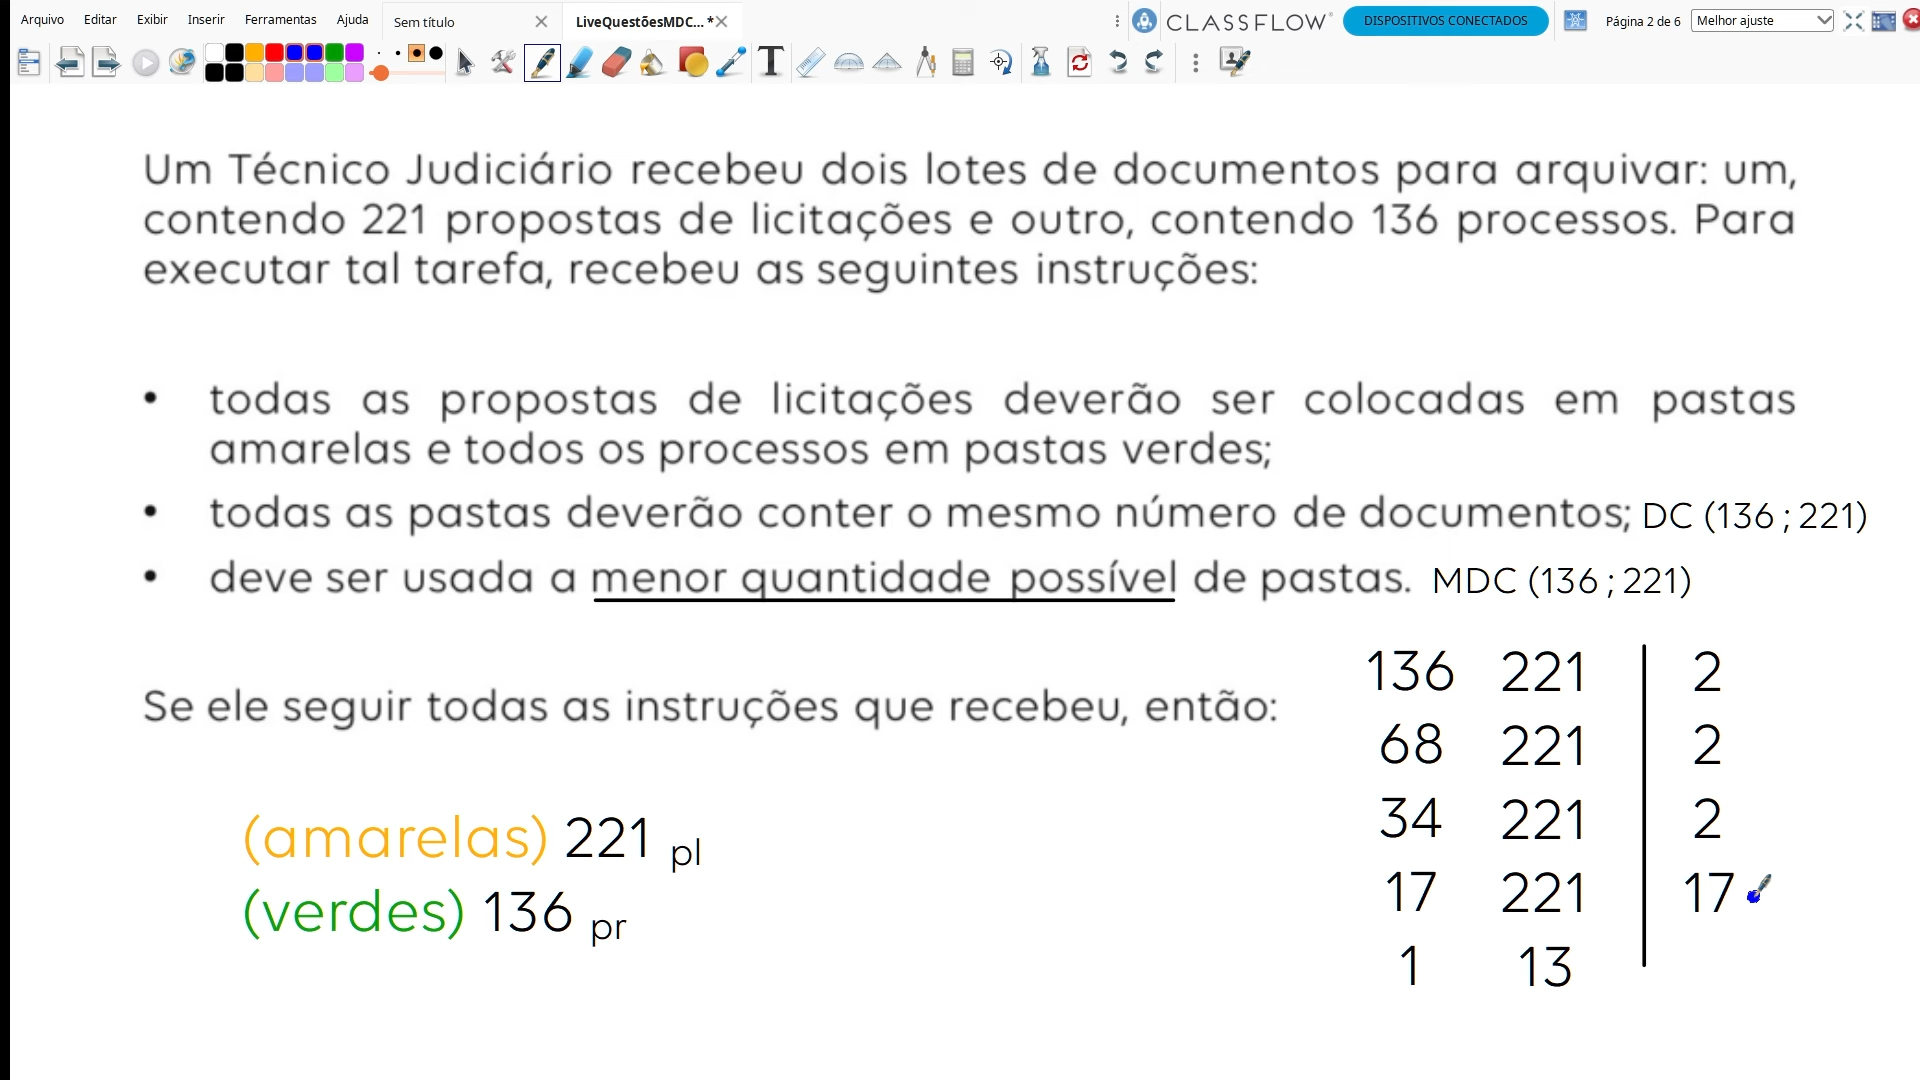 Arquivo Editar Exibir Inserir Ferramentas Ajuda Sem título LiveQuestõesMDC... * CLASSFLOW DISPOSITIVOS CONECTADOS Página 2 de 6 Melhor ajuste
Um Técnico Judiciário recebeu dois lotes de documentos para arquivar: um,
contendo 221 propostas de licitações e outro, contendo 136 processos. Para
executar tal tarefa, recebeu as seguintes instruções:
• todas as propostas de licitações deverão ser colocadas em pastas
amarelas e todos os processos em pastas verdes;
• todas as pastas deverão conter o mesmo número de documentos; DC (136 ; 221)
• deve ser usada a menor quantidade possível de pastas. MDC (136 ; 221)
Se ele seguir todas as instruções que recebeu, então:
(amarelas) 221 pl
(verdes) 136 pr
136 221 2
68 221 2
34 221 2
17 221 17
1 13